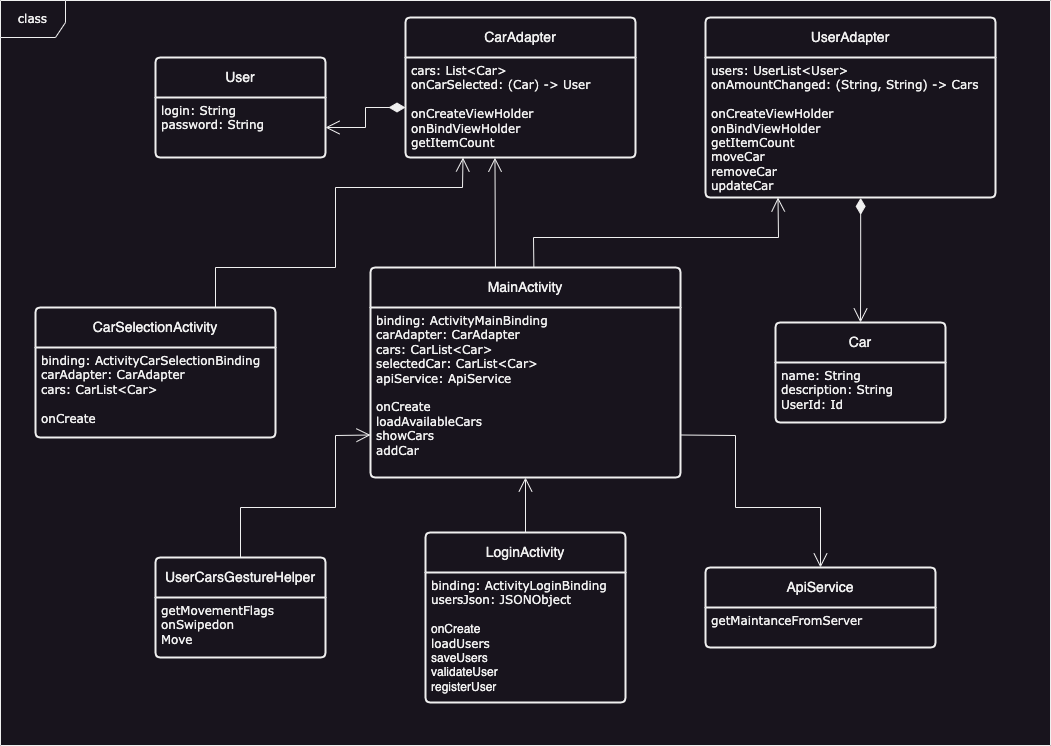 class
CarAdapter
cars: List<Car>
onCarSelected: (Car) -> User
onCreateViewHolder
onBindViewHolder
getItemCount
UserAdapter
users: UserList<User>
onAmountChanged: (String, String) -> Cars
onCreateViewHolder
onBindViewHolder
getItemCount
moveCar
removeCar
updateCar
User
login: String
password: String
MainActivity
binding: ActivityMainBinding
carAdapter: CarAdapter
cars: CarList<Car>
selectedCar: CarList<Car>
apiService: ApiService
onCreate
loadAvailableCars
showCars
addCar
CarSelectionActivity
binding: ActivityCarSelectionBinding
carAdapter: CarAdapter
cars: CarList<Car>
onCreate
Car
name: String
description: String
UserId: Id
UserCarsGestureHelper
getMovementFlags
onSwipedon
Move
LoginActivity
binding: ActivityLoginBinding
usersJson: JSONObject
onCreate
loadUsers
saveUsers
validateUser
registerUser
ApiService
getMaintanceFromServer